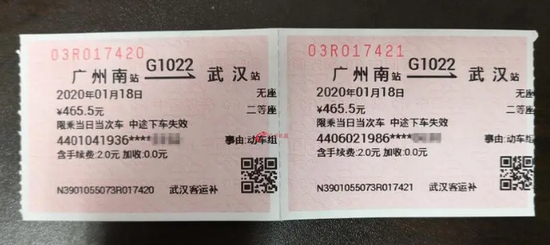 03R017420
广州南站 G1022 武汉站
2020年01月18日 无座
¥465.5元 二等座
限乘当日当次车 中途下车失效
4401041936****
事由:动车组
含手续费:2.0元 加收:0.0元
N3901055073R017420 武汉客运补
03R017421
广州南站 G1022 武汉站
2020年01月18日 无座
¥465.5元 二等座
限乘当日当次车 中途下车失效
4406021986****
事由:动车组
含手续费:2.0元 加收:0.0元
N3901055073R017421 武汉客运补